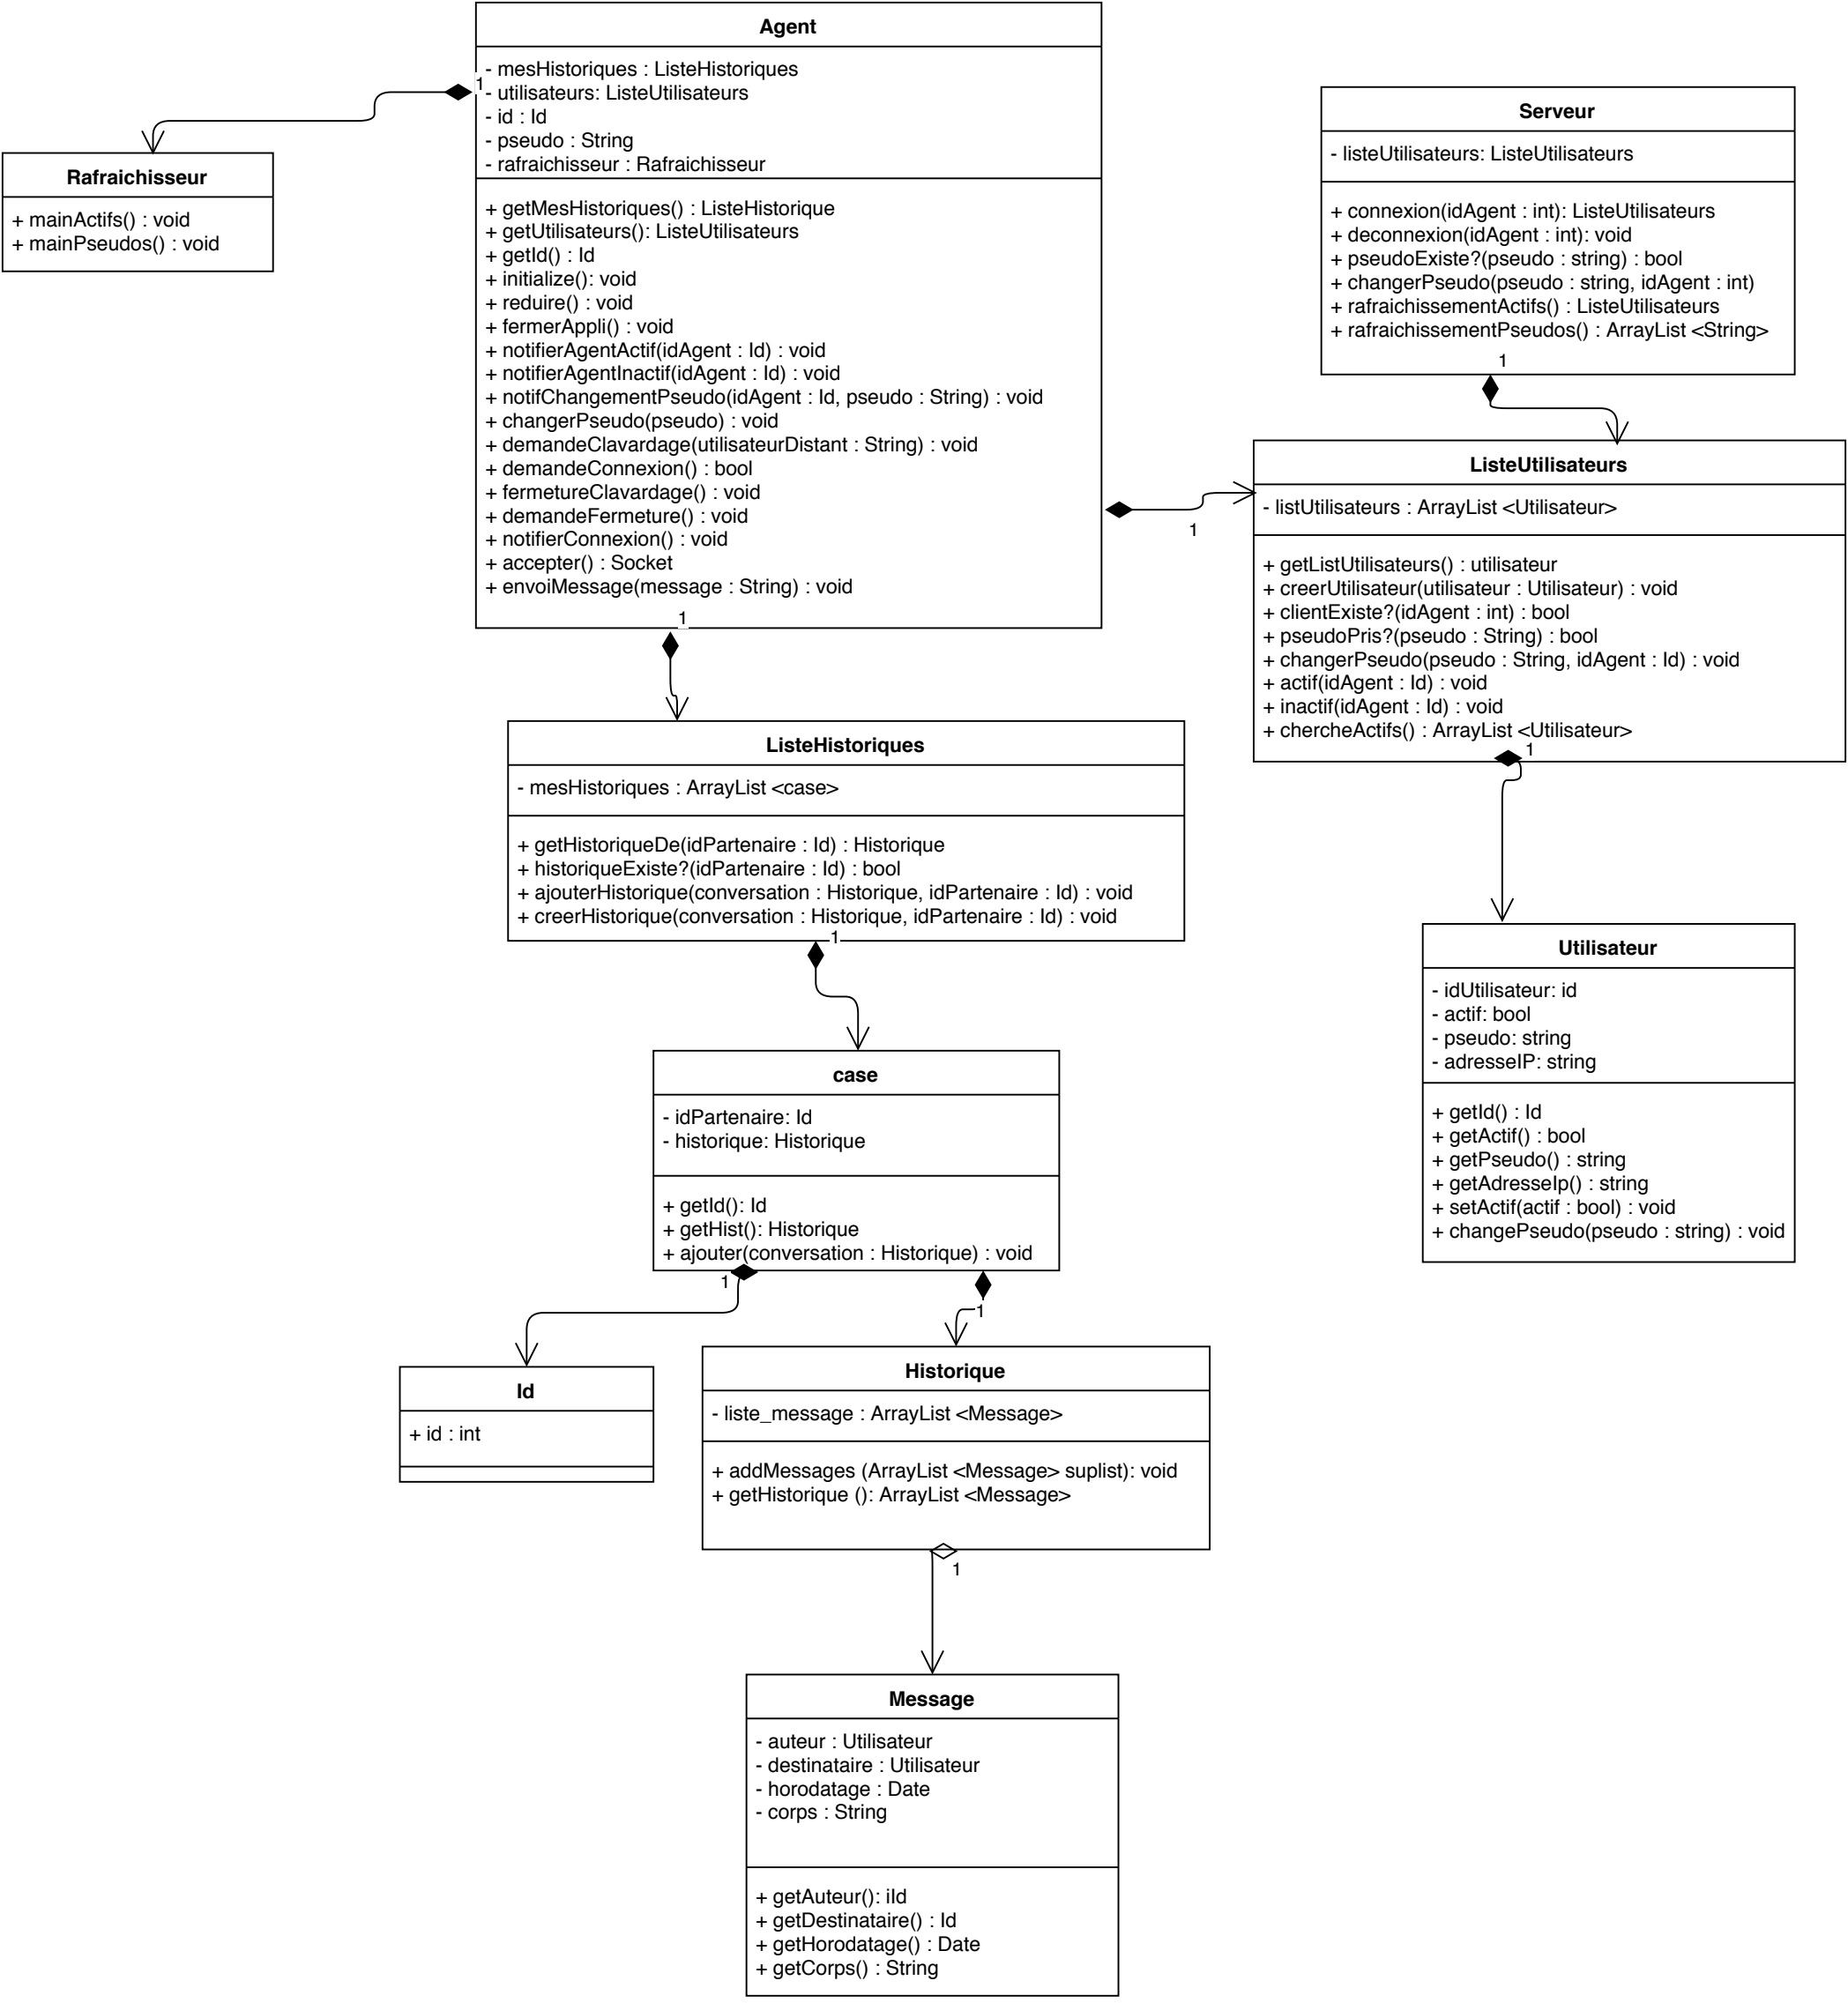 Agent
- mesHistoriques : ListeHistoriques
1
- utilisateurs: ListeUtilisateurs
- id : Id
- pseudo : String
- rafraichisseur : Rafraichisseur
+ getMesHistoriques() : ListeHistorique
+ getUtilisateurs(): ListeUtilisateurs
+ getId() : Id
+ initialize(): void
+ reduire() : void
+ fermerAppli() : void
+ notifierAgentActif(idAgent : Id) : void
+ notifierAgentInactif(idAgent : Id) : void
+ notifChangementPseudo(idAgent : Id, pseudo : String) : void
+ changerPseudo(pseudo) : void
+ demandeClavardage(utilisateurDistant : String) : void
+ demandeConnexion() : bool
+ fermetureClavardage() : void
+ demandeFermeture() : void
+ notifierConnexion() : void
+ accepter() : Socket
+ envoiMessage(message : String) : void
1
Rafraichisseur
+ mainActifs() : void
+ mainPseudos() : void
Serveur
- listeUtilisateurs: ListeUtilisateurs
+ connexion(idAgent : int): ListeUtilisateurs
+ deconnexion(idAgent : int): void
+ pseudoExiste?(pseudo : string) : bool
+ changerPseudo(pseudo : string, idAgent : int)
+ rafraichissementActifs() : ListeUtilisateurs
+ rafraichissementPseudos() : ArrayList <String>
1
1
ListeUtilisateurs
- listUtilisateurs : ArrayList <Utilisateur>
+ getListUtilisateurs() : utilisateur
+ creerUtilisateur(utilisateur : Utilisateur) : void
+ clientExiste?(idAgent : int) : bool
+ pseudoPris?(pseudo : String) : bool
+ changerPseudo(pseudo : String, idAgent : Id) : void
+ actif(idAgent : Id) : void
+ inactif(idAgent : Id) : void
+ chercheActifs() : ArrayList <Utilisateur>
1
ListeHistoriques
- mesHistoriques : ArrayList <case>
+ getHistoriqueDe(idPartenaire : Id) : Historique
+ historiqueExiste?(idPartenaire : Id) : bool
+ ajouterHistorique(conversation : Historique, idPartenaire : Id) : void
+ creerHistorique(conversation : Historique, idPartenaire : Id) : void
1
Utilisateur
- idUtilisateur: id
- actif: bool
- pseudo: string
- adresseIP: string
+ getId() : Id
+ getActif() : bool
+ getPseudo() : string
+ getAdresseIp() : string
+ setActif(actif : bool) : void
+ changePseudo(pseudo : string) : void
case
- idPartenaire: Id
- historique: Historique
+ getId(): Id
+ getHist(): Historique
+ ajouter(conversation : Historique) : void
1
1
Id
+ id : int
Historique
- liste_message : ArrayList <Message>
+ addMessages (ArrayList <Message> suplist): void
+ getHistorique (): ArrayList <Message>
1
Message
- auteur : Utilisateur
- destinataire : Utilisateur
- horodatage : Date
- corps : String
+ getAuteur(): iId
+ getDestinataire() : Id
+ getHorodatage() : Date
+ getCorps() : String